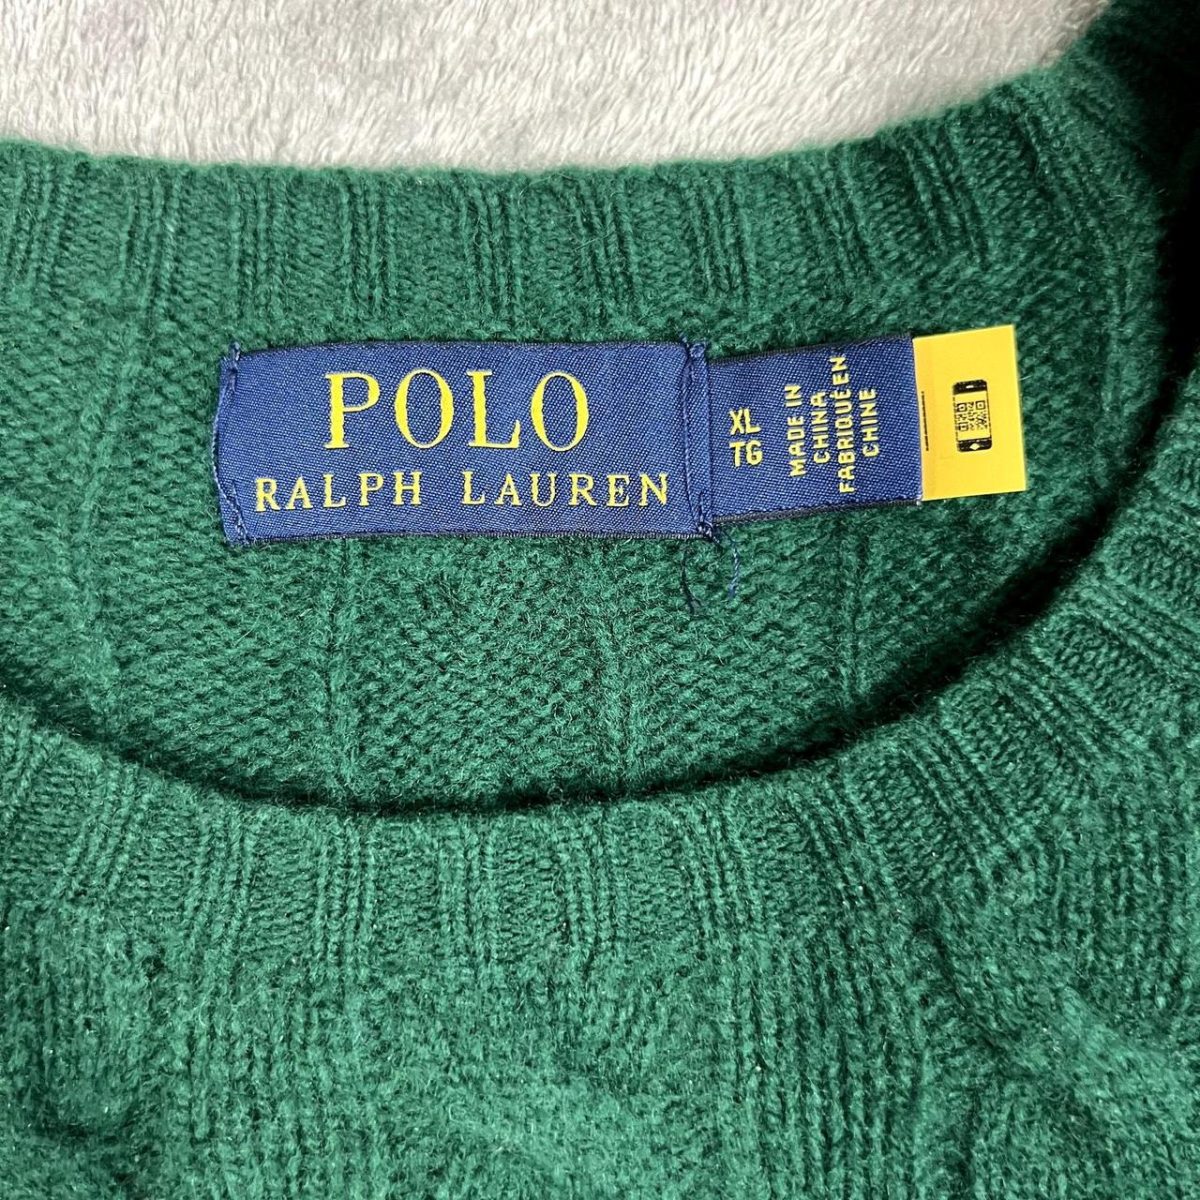 POLO
RALPH LAUREN
XL
TG
MADE IN
CHINA
FABRIQUÉ EN
CHINE